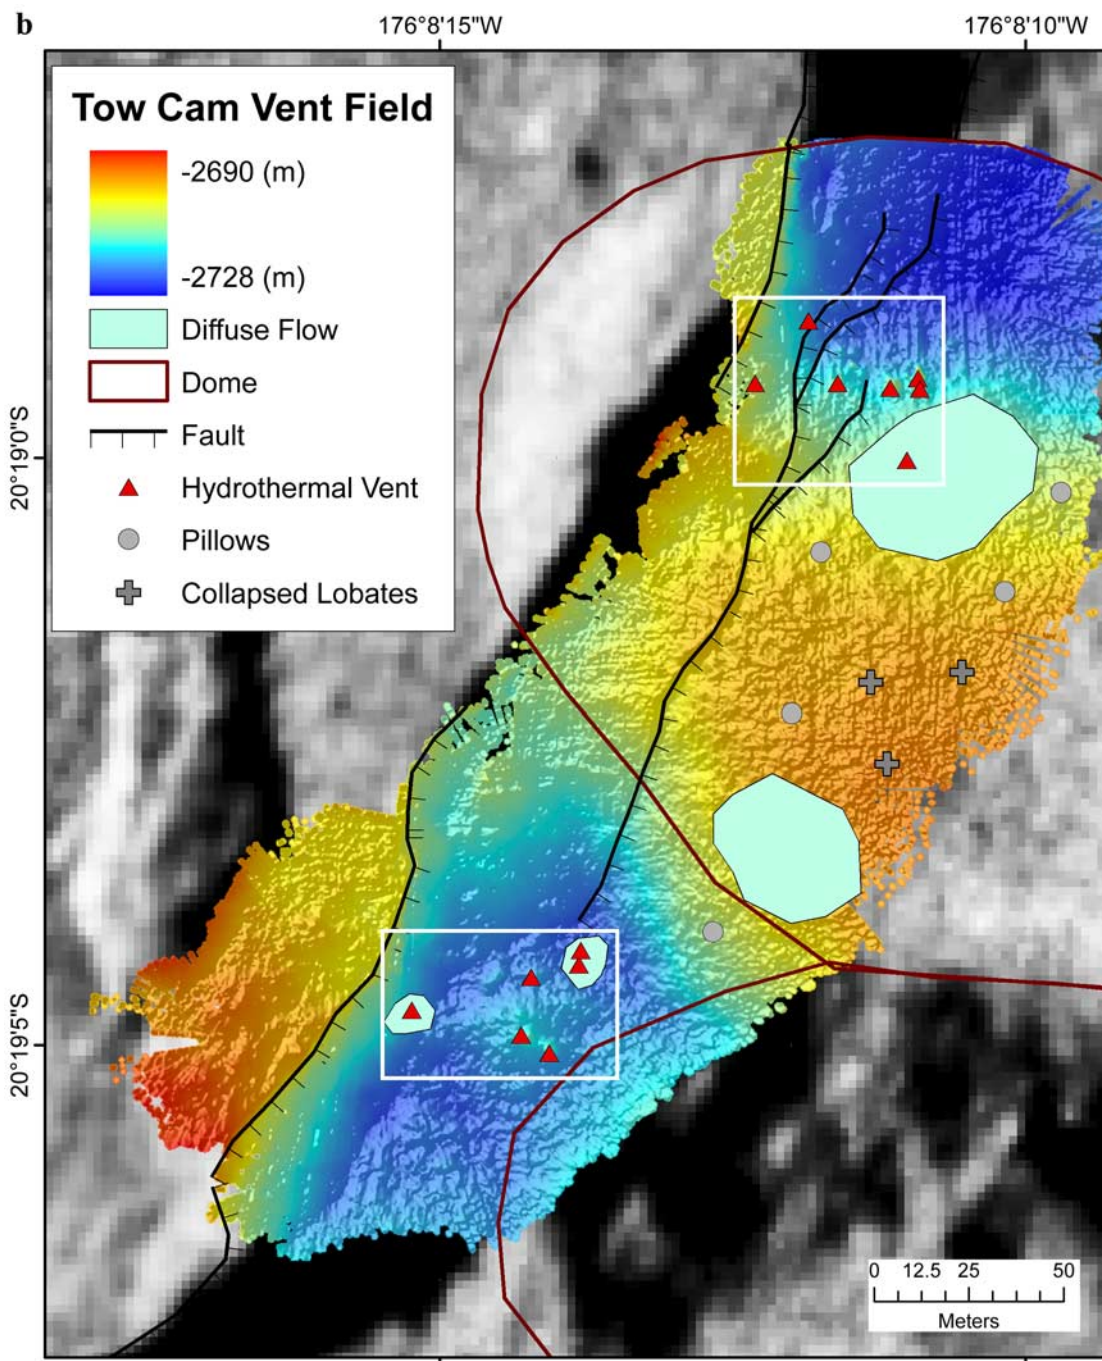 b
176°8'15"W
176°8'10"W
Tow Cam Vent Field
-2690 (m)
-2728 (m)
Diffuse Flow
Dome
Fault
Hydrothermal Vent
Pillows
Collapsed Lobates
20°19'0"S
20°19'5"S
0 12.5 25 50
Meters